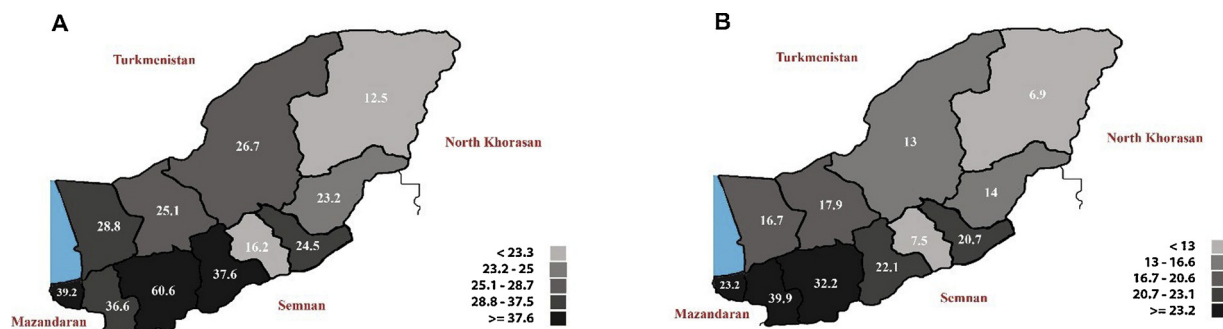 A
Turkmenistan
12.5
North Khorasan
26.7
23.2
25.1
28.8
24.5
16.2
37.6
39.2
60.6
36.6
Semnan
Mazandaran
< 23.3
23.2 - 25
25.1 - 28.7
28.8 - 37.5
>= 37.6
B
Turkmenistan
6.9
North Khorasan
13
14
17.9
16.7
20.7
7.5
22.1
23.2
32.2
39.9
Semnan
Mazandaran
< 13
13 - 16.6
16.7 - 20.6
20.7 - 23.1
>= 23.2